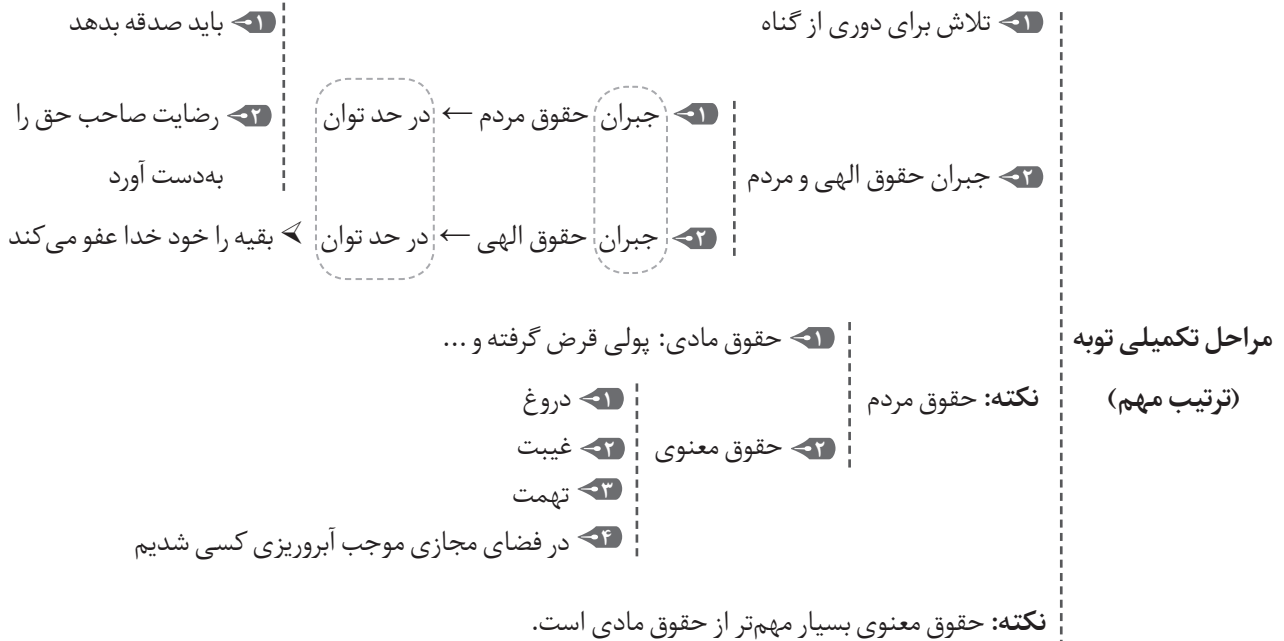 ۱ تلاش برای دوری از گناه
۱ باید صدقه بدهد
۱ جبران حقوق مردم ← در حد توان
۲ رضایت صاحب حق را
به‌دست آورد
۲ جبران حقوق الهی و مردم
۲ جبران حقوق الهی ← در حد توان ➢ بقیه را خود خدا عفو می‌کند
مراحل تکمیلی توبه
(ترتیب مهم)
نکته: حقوق مردم
۱ حقوق مادی: پولی قرض گرفته و ...
۲ حقوق معنوی
۱ دروغ
۲ غیبت
۳ تهمت
۴ در فضای مجازی موجب آبروریزی کسی شدیم
نکته: حقوق معنوی بسیار مهم‌تر از حقوق مادی است.